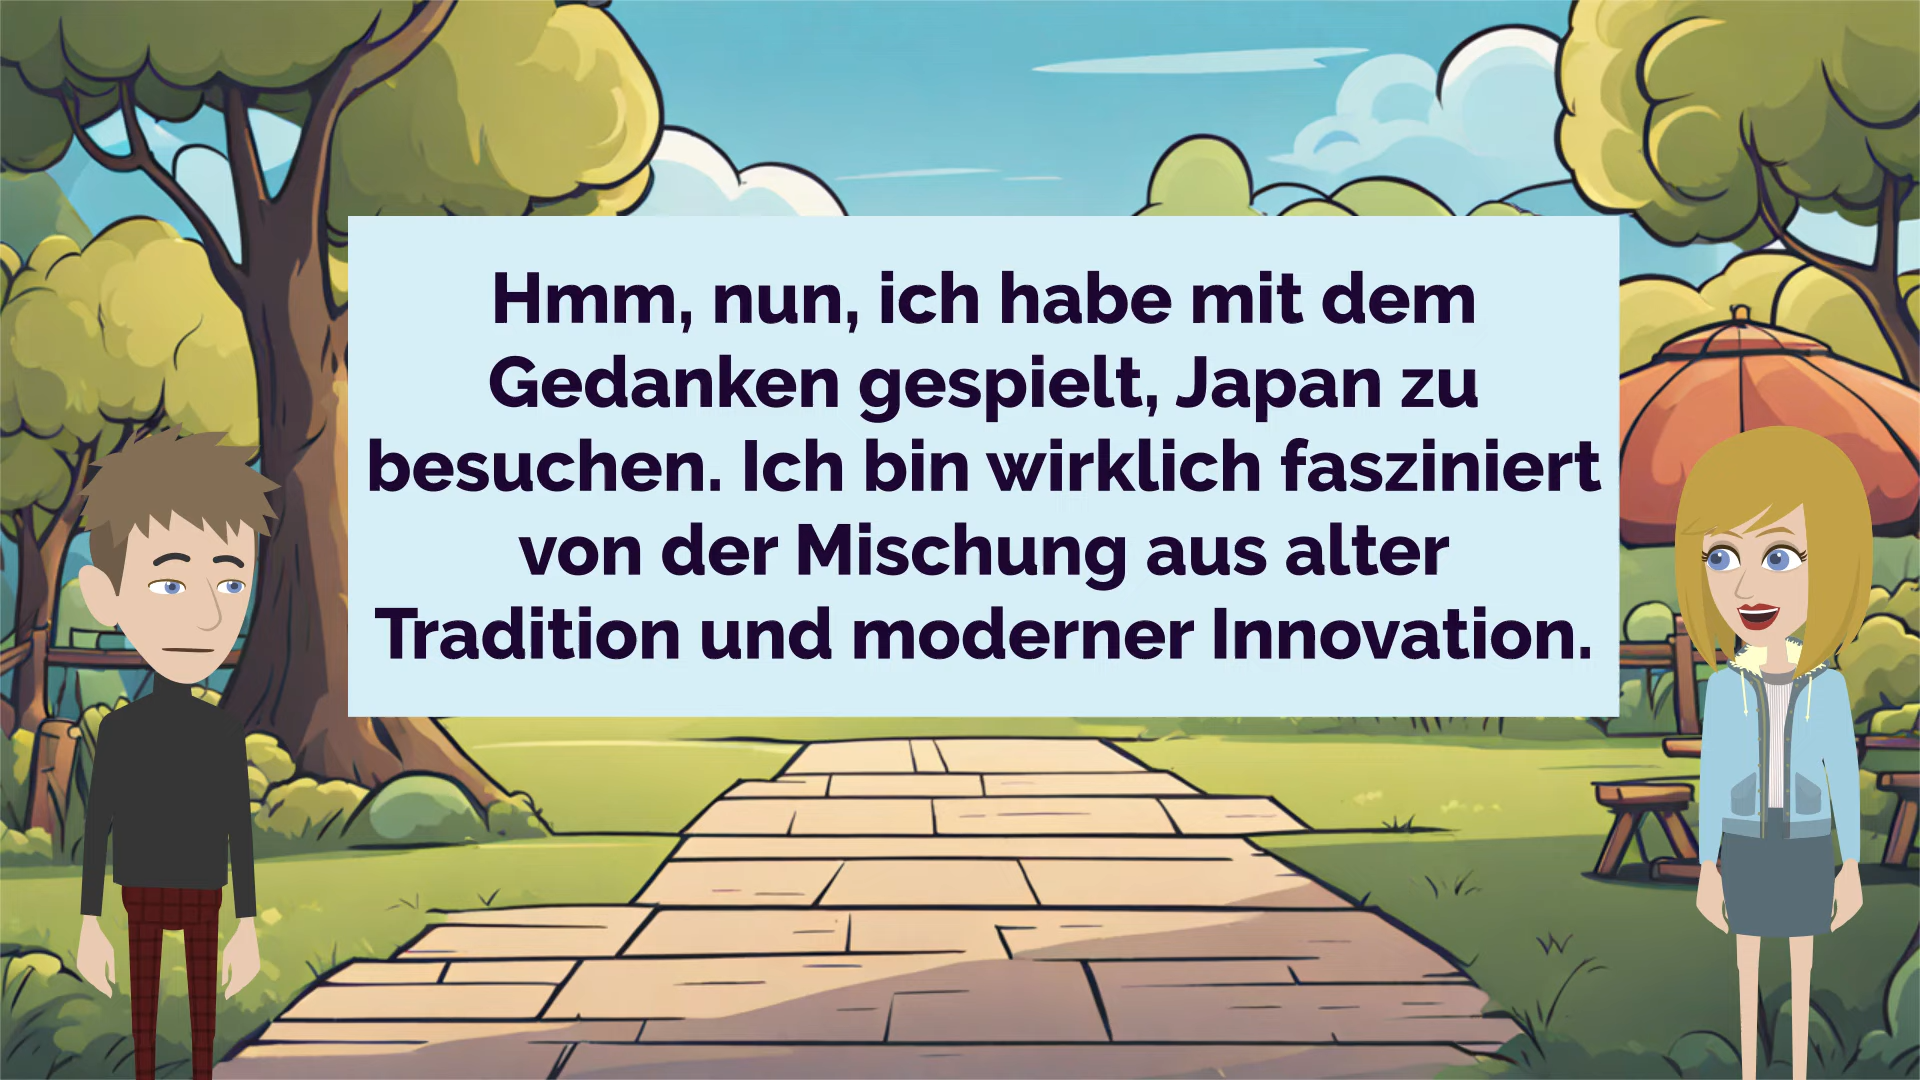 Hmm, nun, ich habe mit dem
Gedanken gespielt, Japan zu
besuchen. Ich bin wirklich fasziniert
von der Mischung aus alter
Tradition und moderner Innovation.